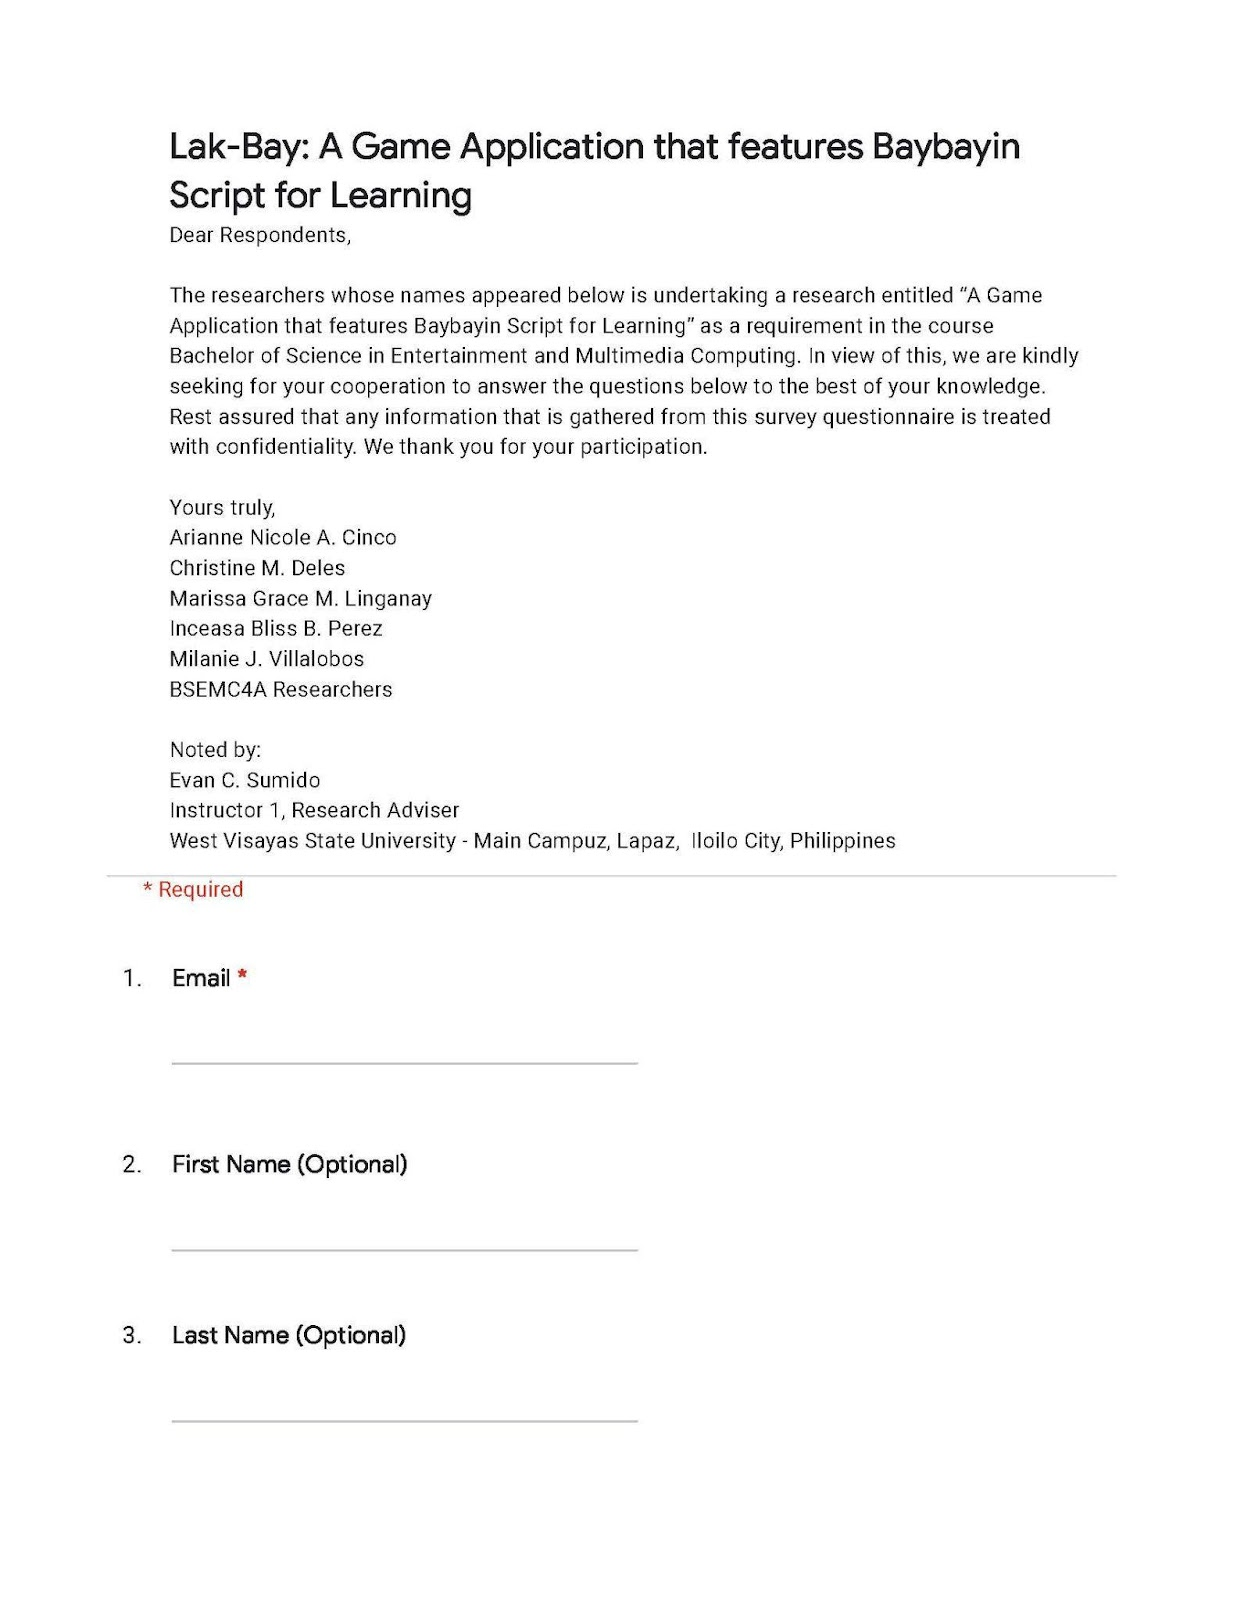 Lak-Bay: A Game Application that features Baybayin
Script for Learning
Dear Respondents,
The researchers whose names appeared below is undertaking a research entitled “A Game
Application that features Baybayin Script for Learning” as a requirement in the course
Bachelor of Science in Entertainment and Multimedia Computing. In view of this, we are kindly
seeking for your cooperation to answer the questions below to the best of your knowledge.
Rest assured that any information that is gathered from this survey questionnaire is treated
with confidentiality. We thank you for your participation.
Yours truly,
Arianne Nicole A. Cinco
Christine M. Deles
Marissa Grace M. Linganay
Inceasa Bliss B. Perez
Milanie J. Villalobos
BSEMC4A Researchers
Noted by:
Evan C. Sumido
Instructor 1, Research Adviser
West Visayas State University - Main Campuz, Lapaz, Iloilo City, Philippines
* Required
1. Email *
2. First Name (Optional)
3. Last Name (Optional)